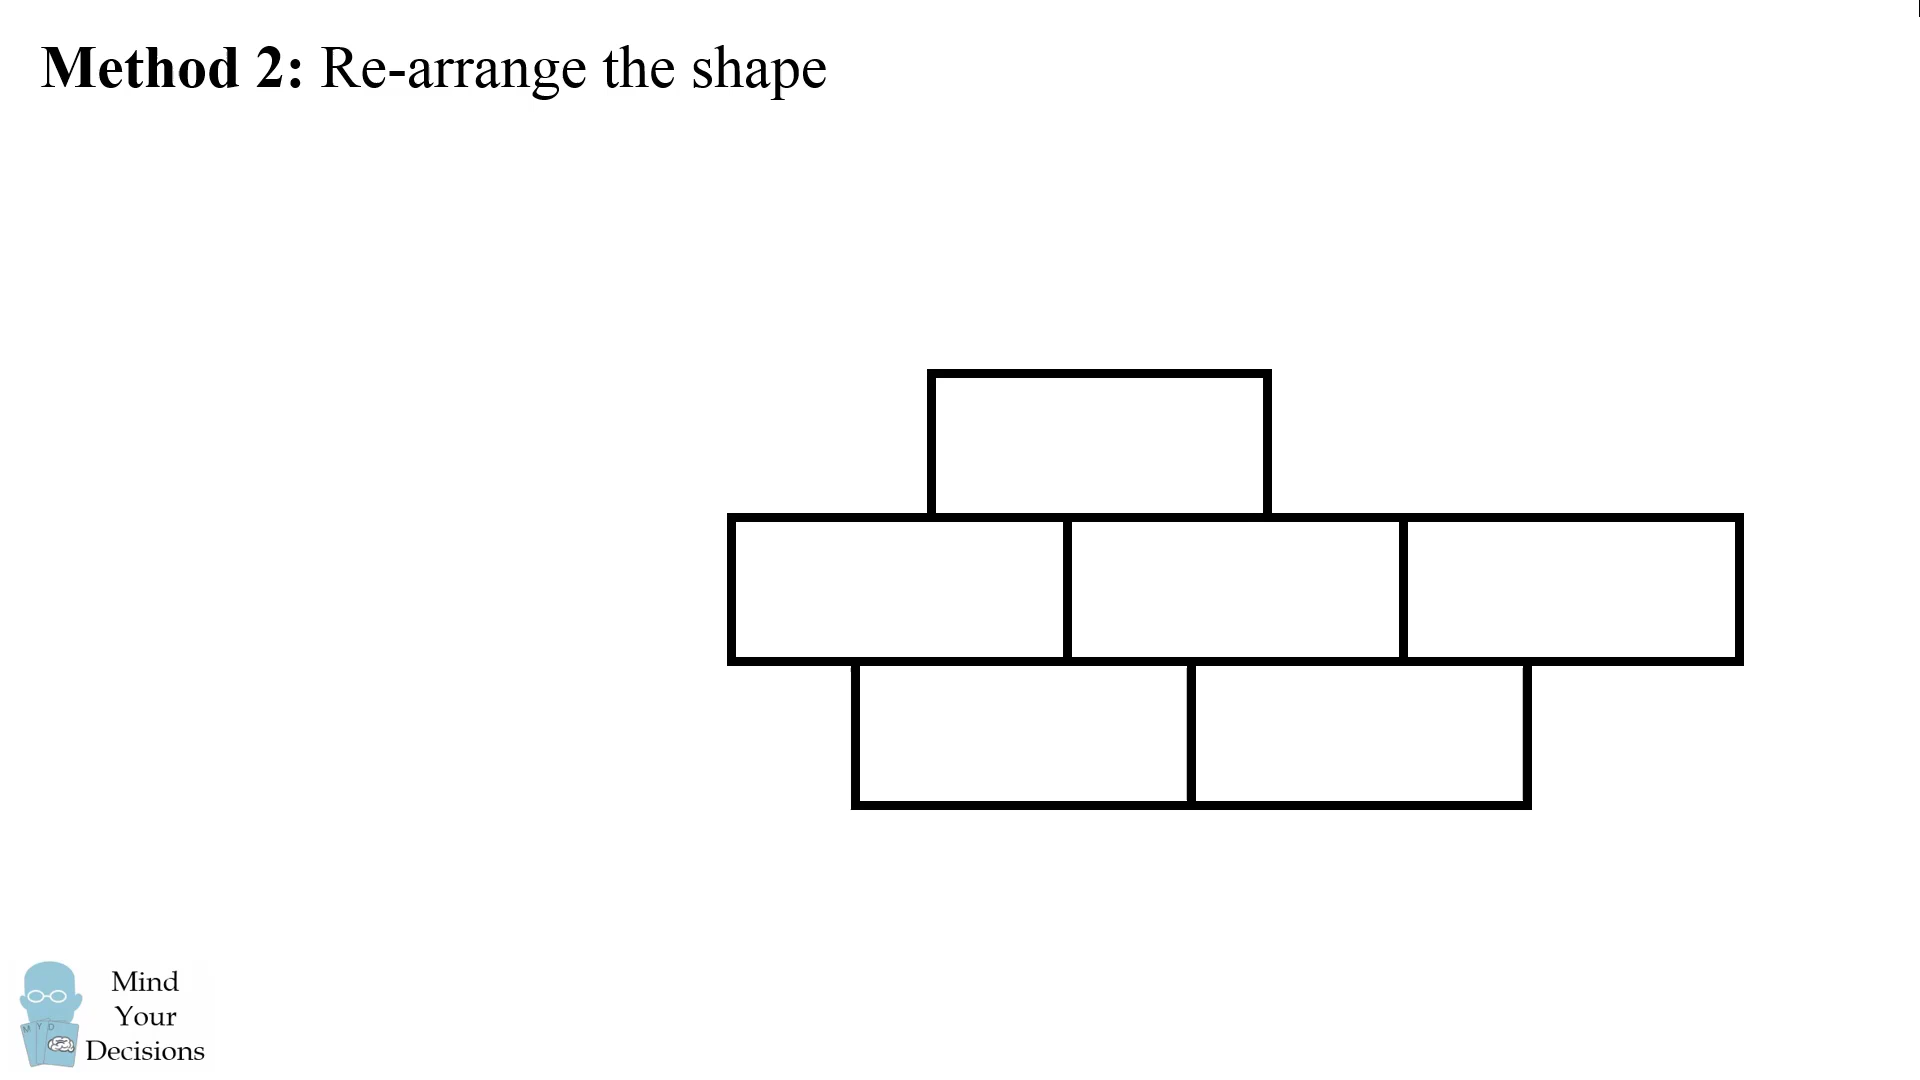 Method 2: Re-arrange the shape
M Y D
Mind
Your
Decisions